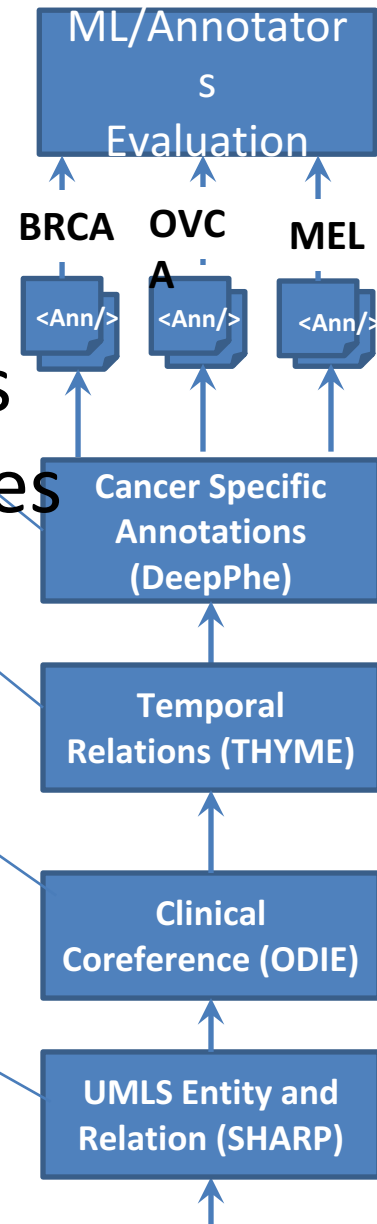 ML/Annotator
s
Evaluation
BRCA
OVC
A
MEL
<Ann/>
<Ann/>
<Ann/>
s
es
Cancer Specific
Annotations
(DeepPhe)
Temporal
Relations (THYME)
Clinical
Coreference (ODIE)
UMLS Entity and
Relation (SHARP)